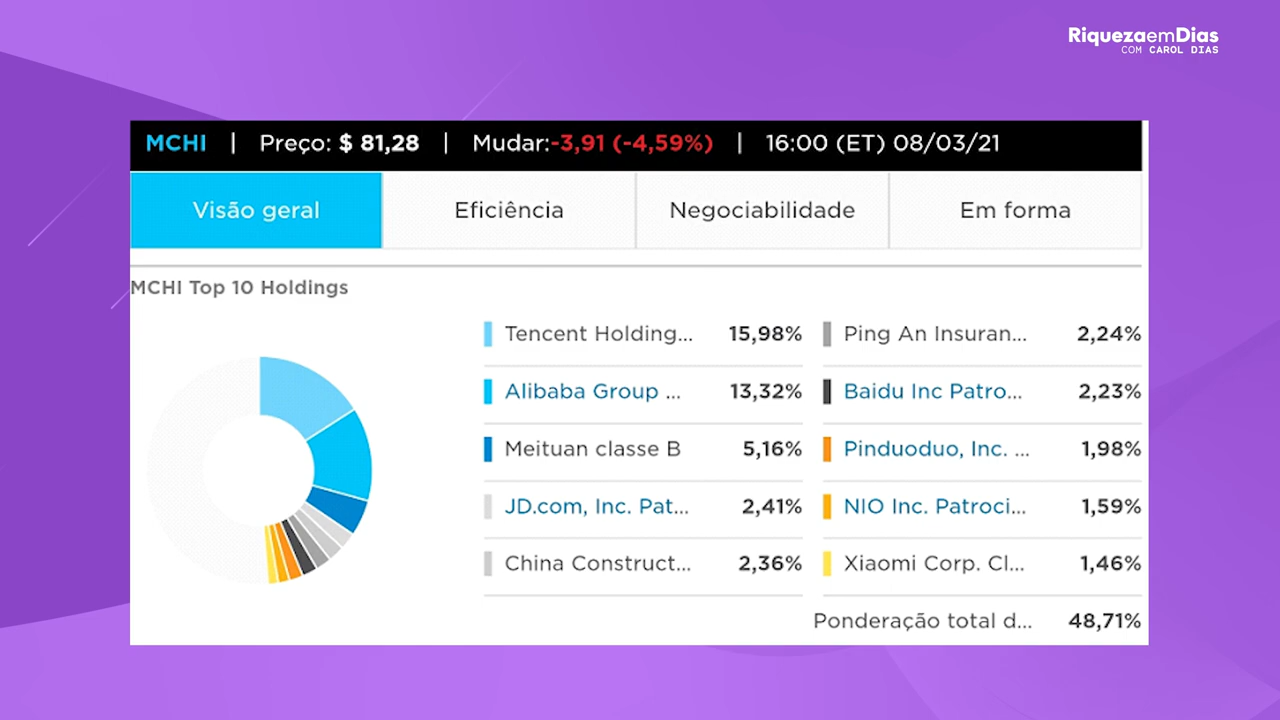 RiquezaemDias
COM CAROL DIAS
MCHI | Preço: $ 81,28 | Mudar:-3,91 (-4,59%) | 16:00 (ET) 08/03/21
Visão geral Eficiência Negociabilidade Em forma
MCHI Top 10 Holdings
Tencent Holding... 15,98%
Alibaba Group ... 13,32%
Meituan classe B 5,16%
JD.com, Inc. Pat... 2,41%
China Construct... 2,36%
Ping An Insuran... 2,24%
Baidu Inc Patro... 2,23%
Pinduoduo, Inc. ... 1,98%
NIO Inc. Patroci... 1,59%
Xiaomi Corp. Cl... 1,46%
Ponderação total d... 48,71%